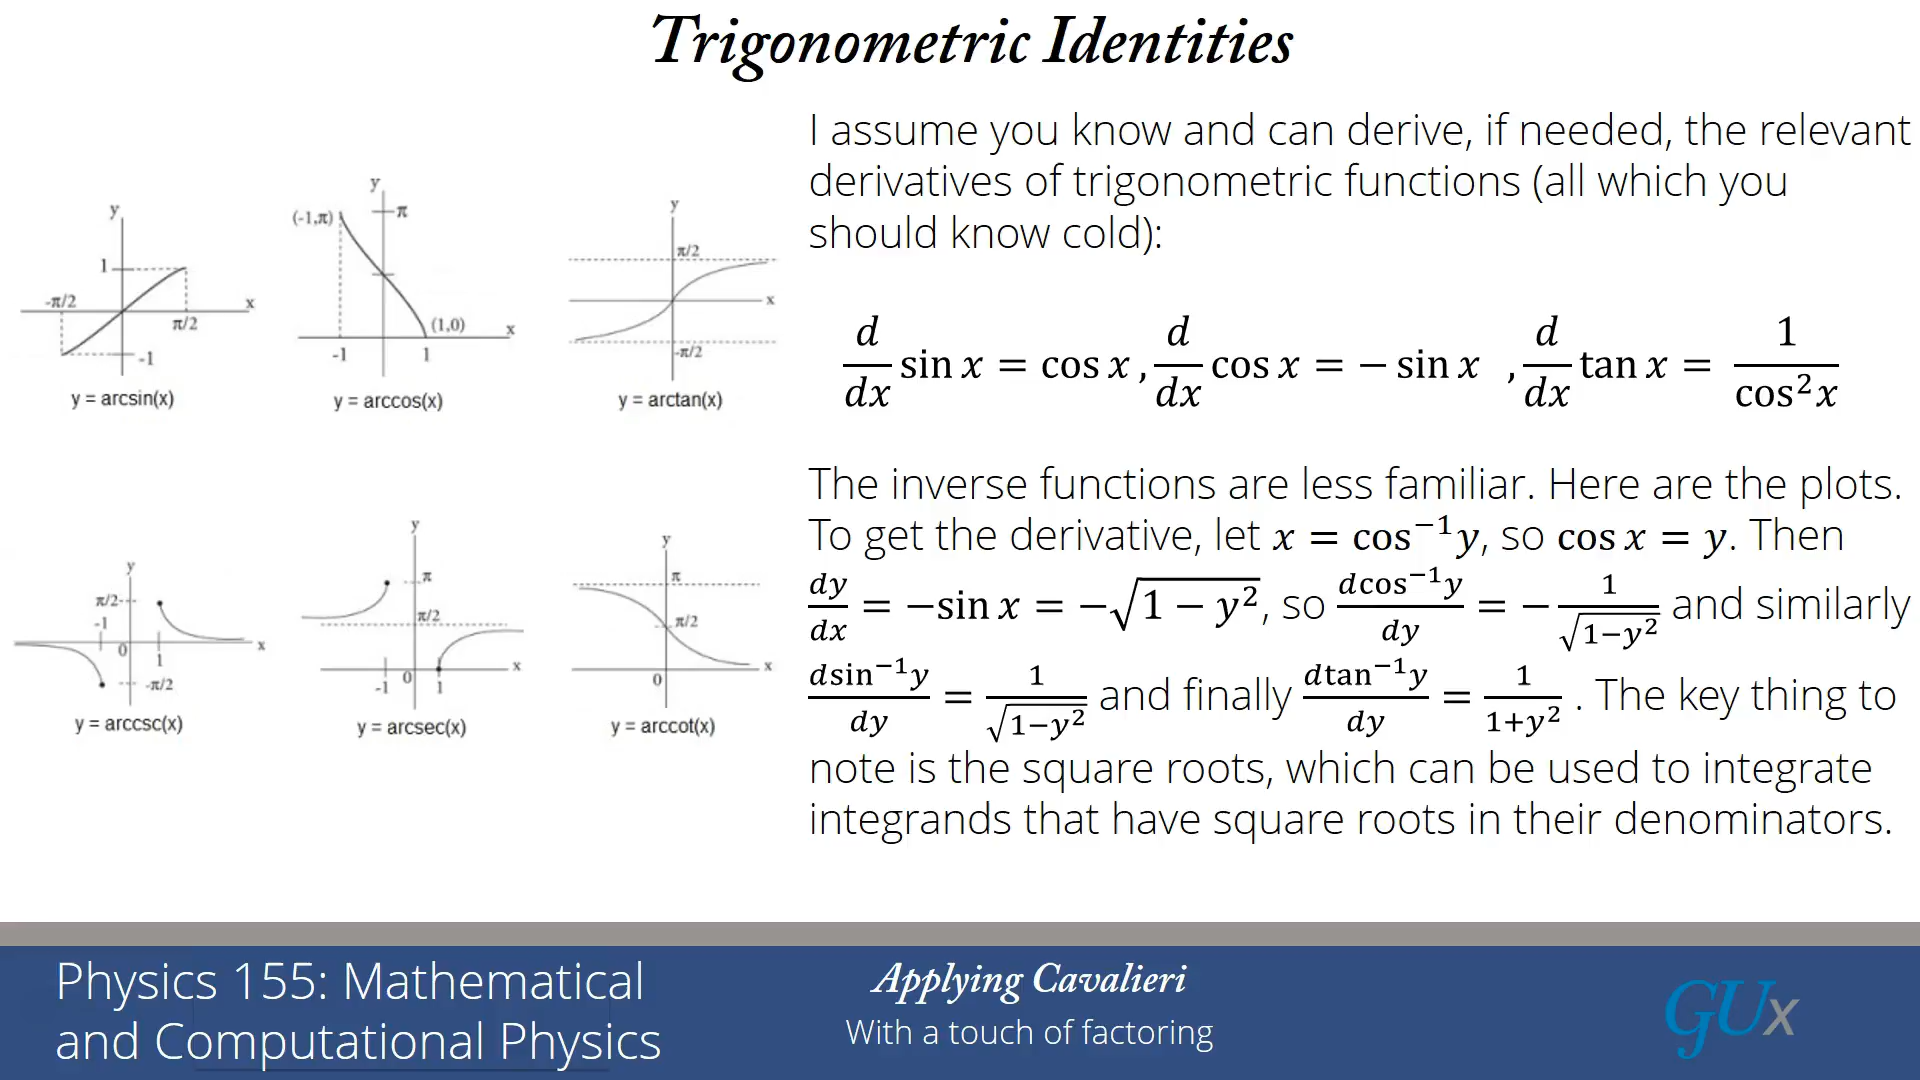 Trigonometric Identities
I assume you know and can derive, if needed, the relevant
derivatives of trigonometric functions (all which you
should know cold):
d/dx sin x = cos x , d/dx cos x = − sin x , d/dx tan x = 1/cos²x
The inverse functions are less familiar. Here are the plots.
To get the derivative, let x = cos⁻¹y, so cos x = y. Then
dy/dx = −sin x = −√(1 − y²), so dcos⁻¹y/dy = − 1/√(1−y²) and similarly
dsin⁻¹y/dy = 1/√(1−y²) and finally dtan⁻¹y/dy = 1/(1+y²) . The key thing to
note is the square roots, which can be used to integrate
integrands that have square roots in their denominators.
y
1
-π/2
x
π/2
-1
y = arcsin(x)
y
(-1,π)
π
(1,0)
x
-1
1
y = arccos(x)
y
π/2
x
-π/2
y = arctan(x)
y
π/2
-1
0
1
x
-π/2
y = arccsc(x)
y
π
π/2
x
-1
0
1
y = arcsec(x)
y
π
π/2
x
0
y = arccot(x)
Physics 155: Mathematical
and Computational Physics
Applying Cavalieri
With a touch of factoring
GUx